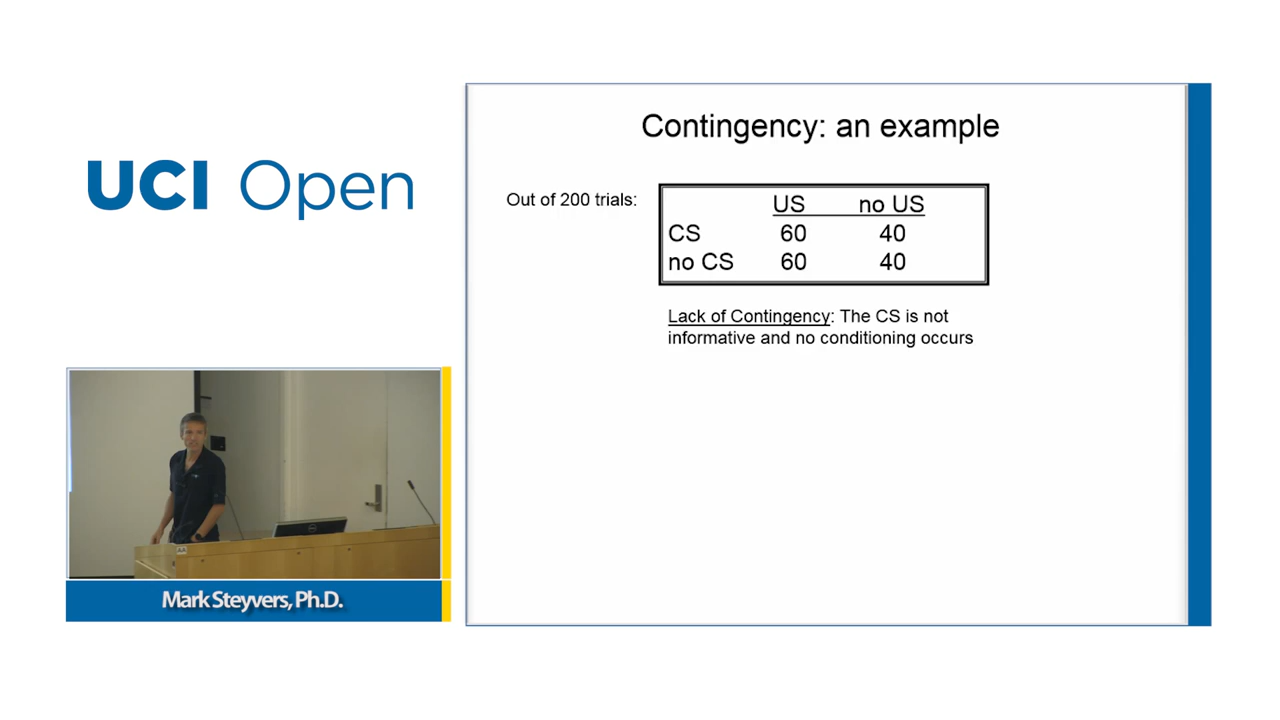 UCI Open
Contingency: an example
Out of 200 trials:
US no US
CS 60 40
no CS 60 40
Lack of Contingency: The CS is not
informative and no conditioning occurs
Mark Steyvers, Ph.D.